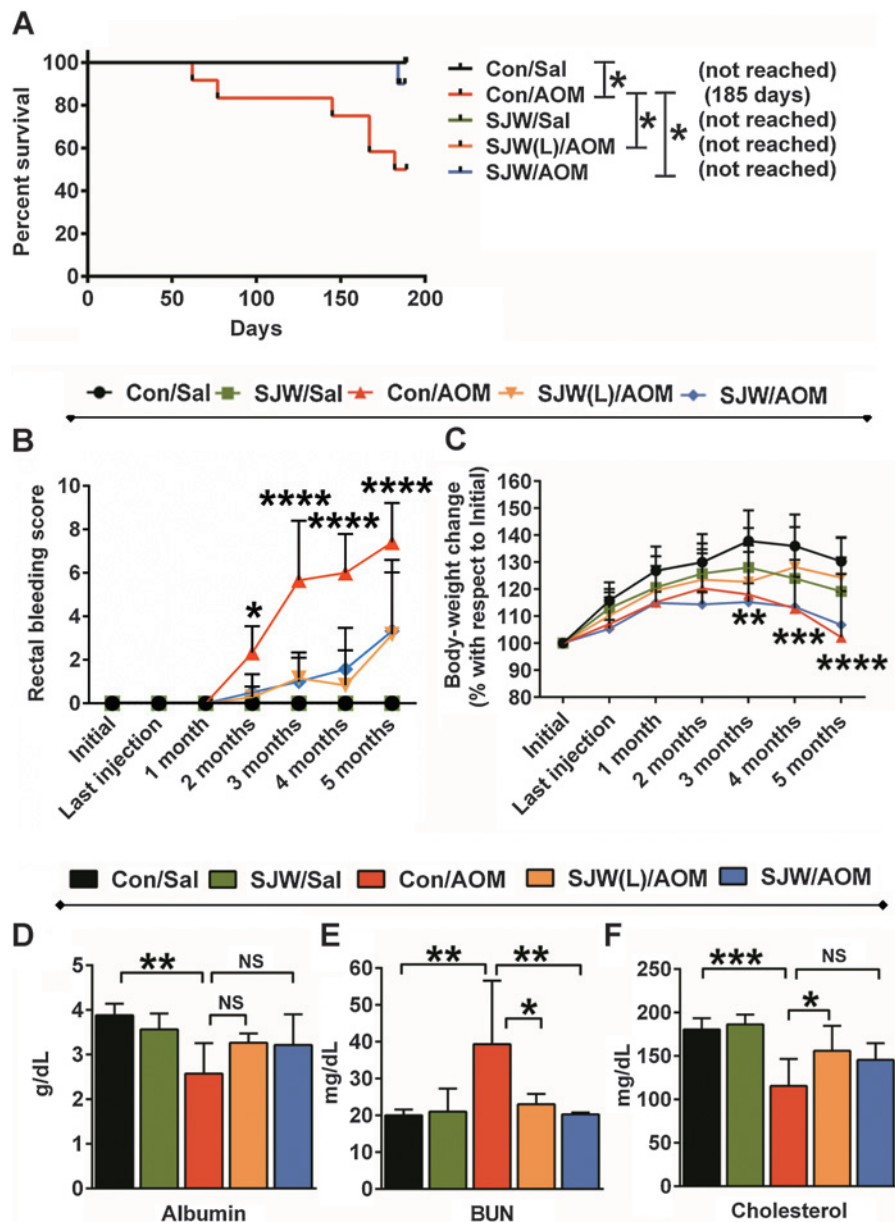 A
Percent survival
100
80
60
40
20
0
0 50 100 150 200
Days
Con/Sal (not reached)
Con/AOM (185 days)
SJW/Sal (not reached)
SJW(L)/AOM (not reached)
SJW/AOM (not reached)
*
*
*
Con/Sal SJW/Sal Con/AOM SJW(L)/AOM SJW/AOM
B
Rectal bleeding score
10
8
6
4
2
0
* **** **** ****
Initial
Last injection
1 month
2 months
3 months
4 months
5 months
C
Body-weight change
(% with respect to Initial)
160
150
140
130
120
110
100
90
80
** *** ****
Initial
Last injection
1 month
2 months
3 months
4 months
5 months
Con/Sal SJW/Sal Con/AOM SJW(L)/AOM SJW/AOM
D
g/dL
5
4
3
2
1
0
** NS
NS
Albumin
E
mg/dL
60
50
40
30
20
10
0
** **
*
BUN
F
mg/dL
250
200
150
100
50
0
*** NS
*
Cholesterol